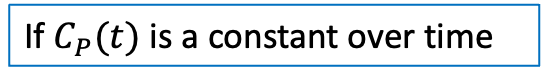 If $C_P(t)$ is a constant over time